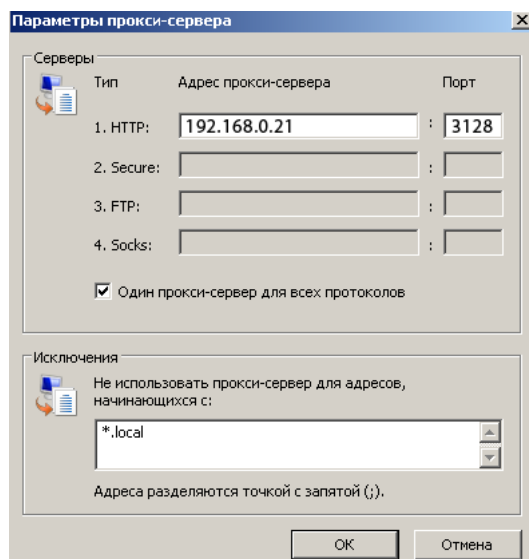 Параметры прокси-сервера
Серверы
Тип Адрес прокси-сервера Порт
1. HTTP: 192.168.0.21 : 3128
2. Secure: :
3. FTP: :
4. Socks: :
Один прокси-сервер для всех протоколов
Исключения
Не использовать прокси-сервер для адресов,
начинающихся с:
*.local
Адреса разделяются точкой с запятой (;).
OK Отмена